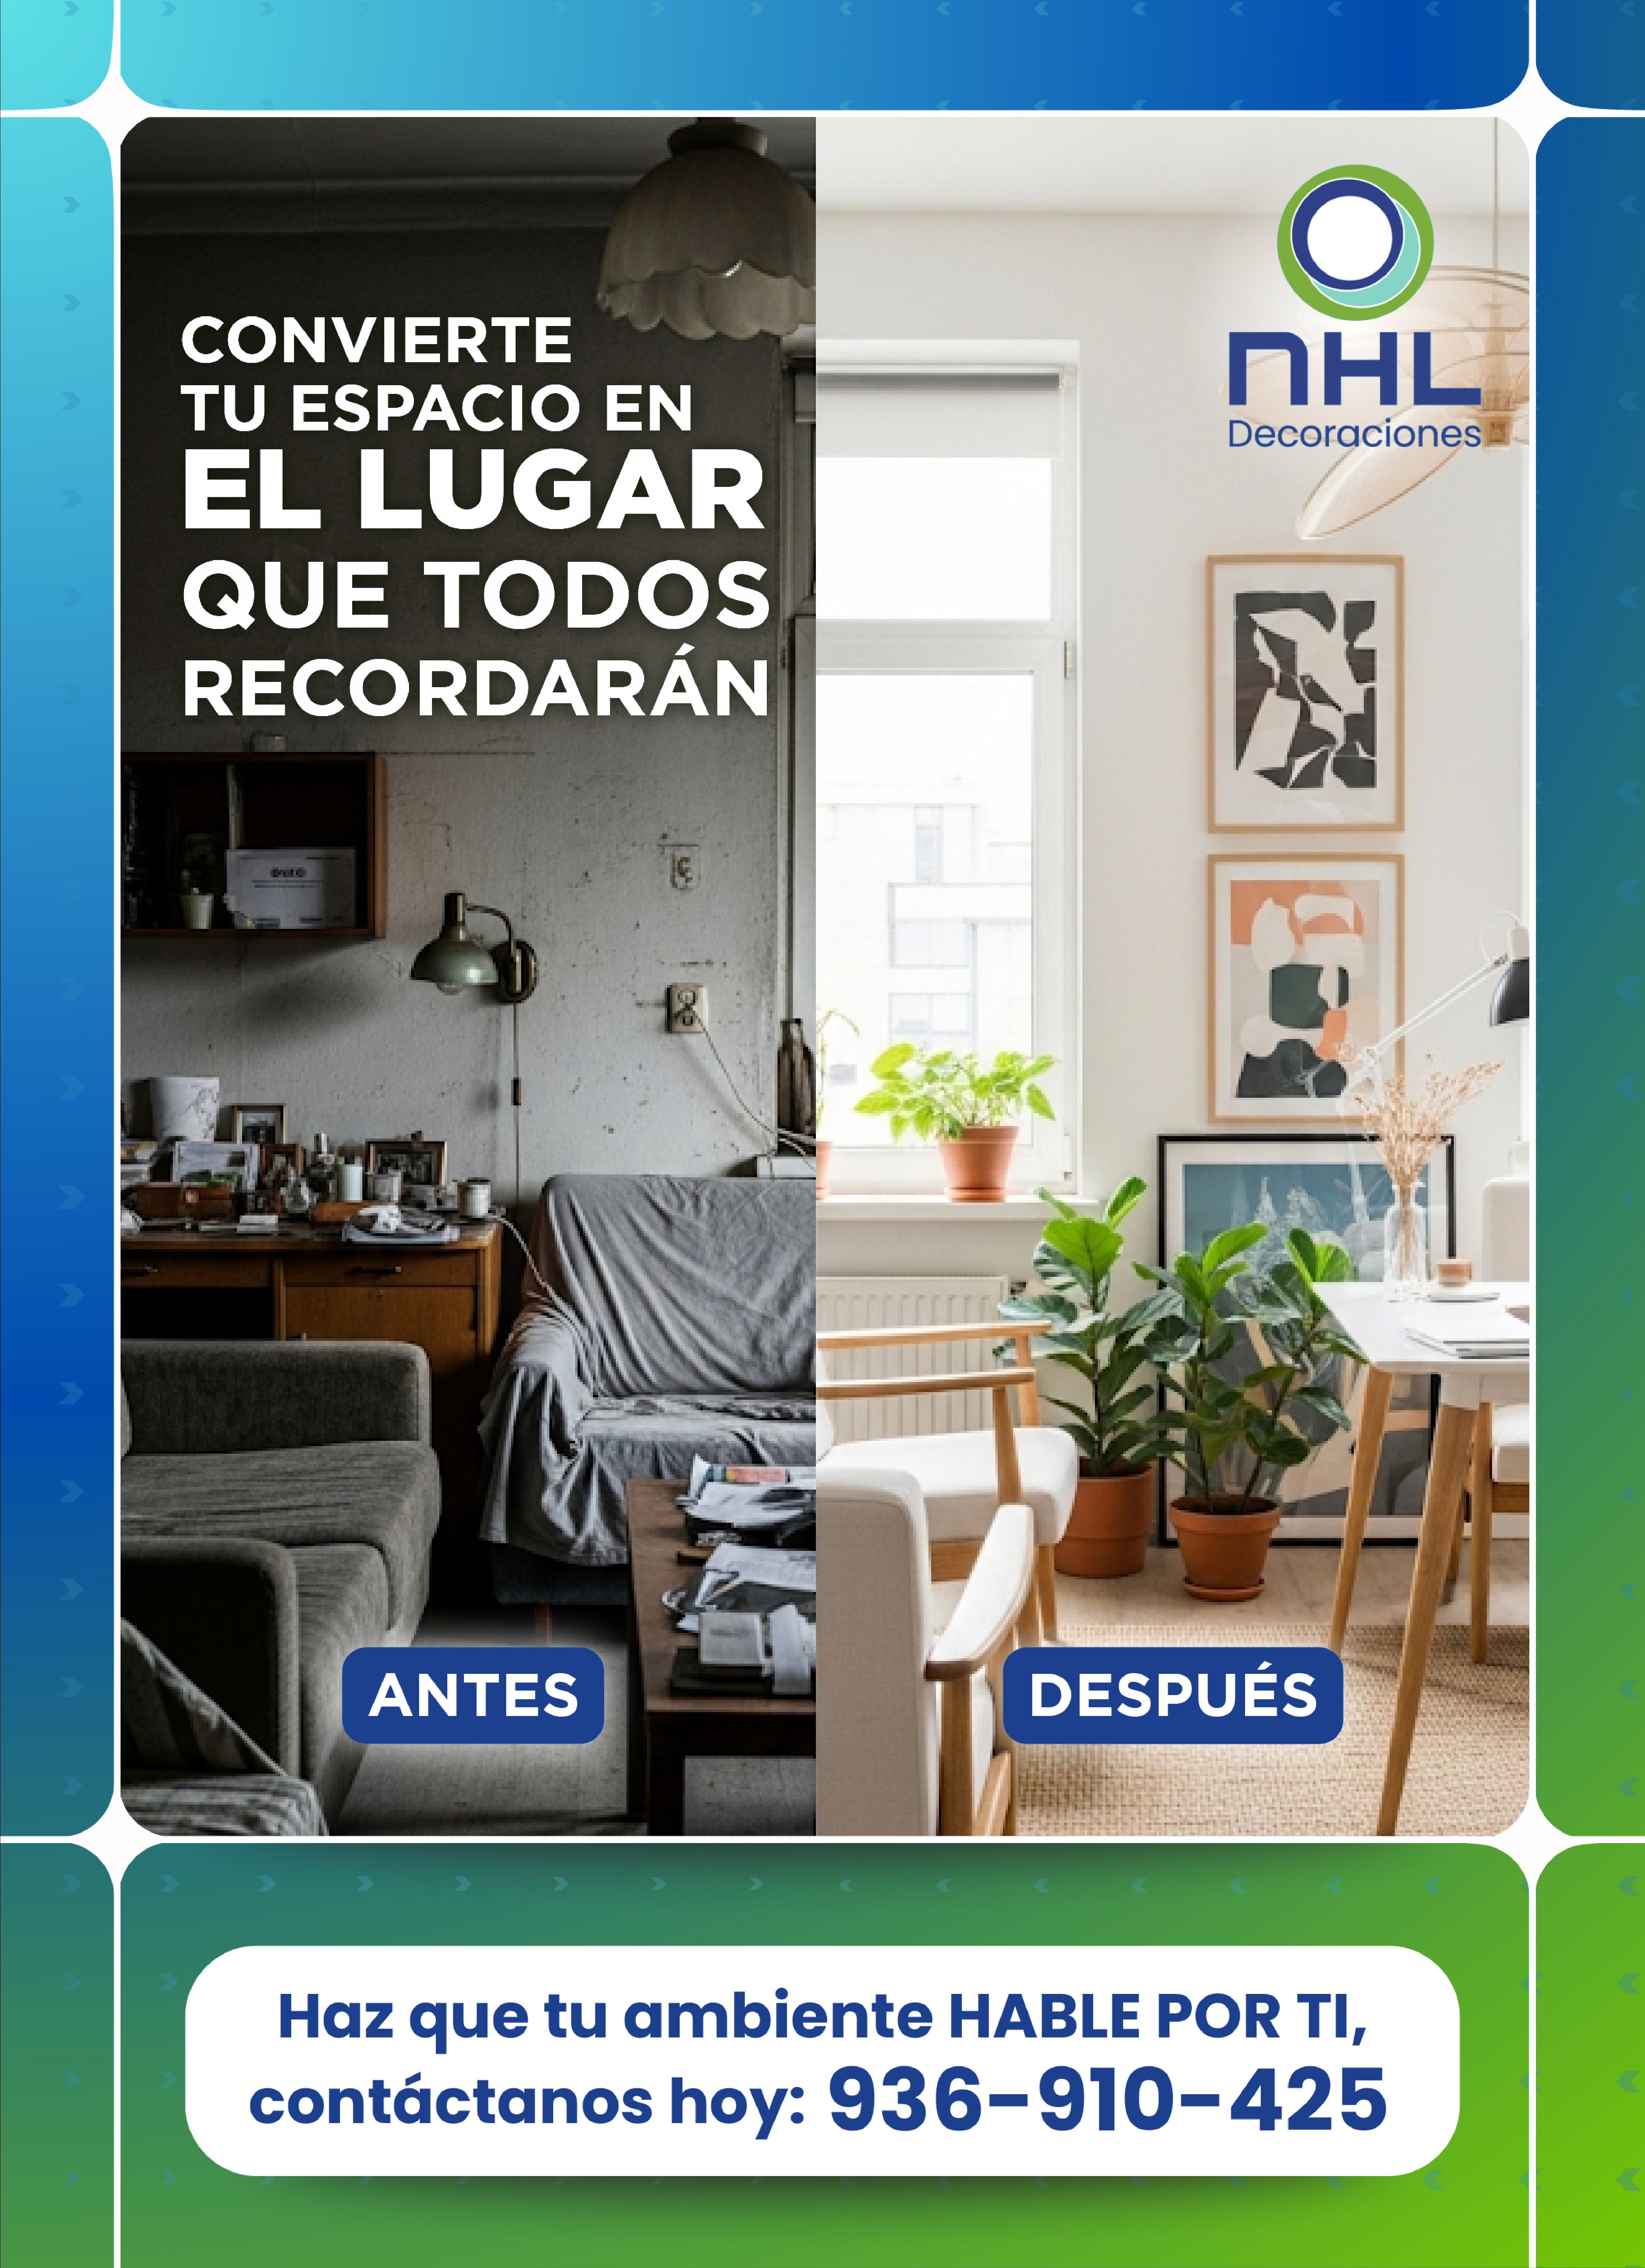 CONVIERTE
TU ESPACIO EN
EL LUGAR
QUE TODOS
RECORDARÁN
NHL
Decoraciones
ANTES
DESPUÉS
Haz que tu ambiente HABLE POR TI,
contáctanos hoy: 936-910-425